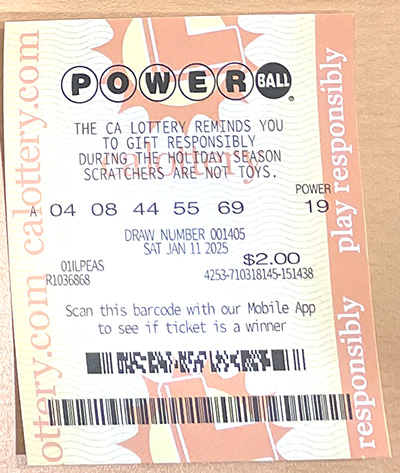 calottery.com
POWERBALL
THE CA LOTTERY REMINDS YOU
TO GIFT RESPONSIBLY
DURING THE HOLIDAY SEASON
SCRATCHERS ARE NOT TOYS.
POWER
A 04 08 44 55 69 19
DRAW NUMBER 001405
SAT JAN 11 2025
$2.00
01ILPEAS
R1036868 4253-710318145-151438
Scan this barcode with our Mobile App
to see if ticket is a winner
ottery.com
play responsibly
responsibly